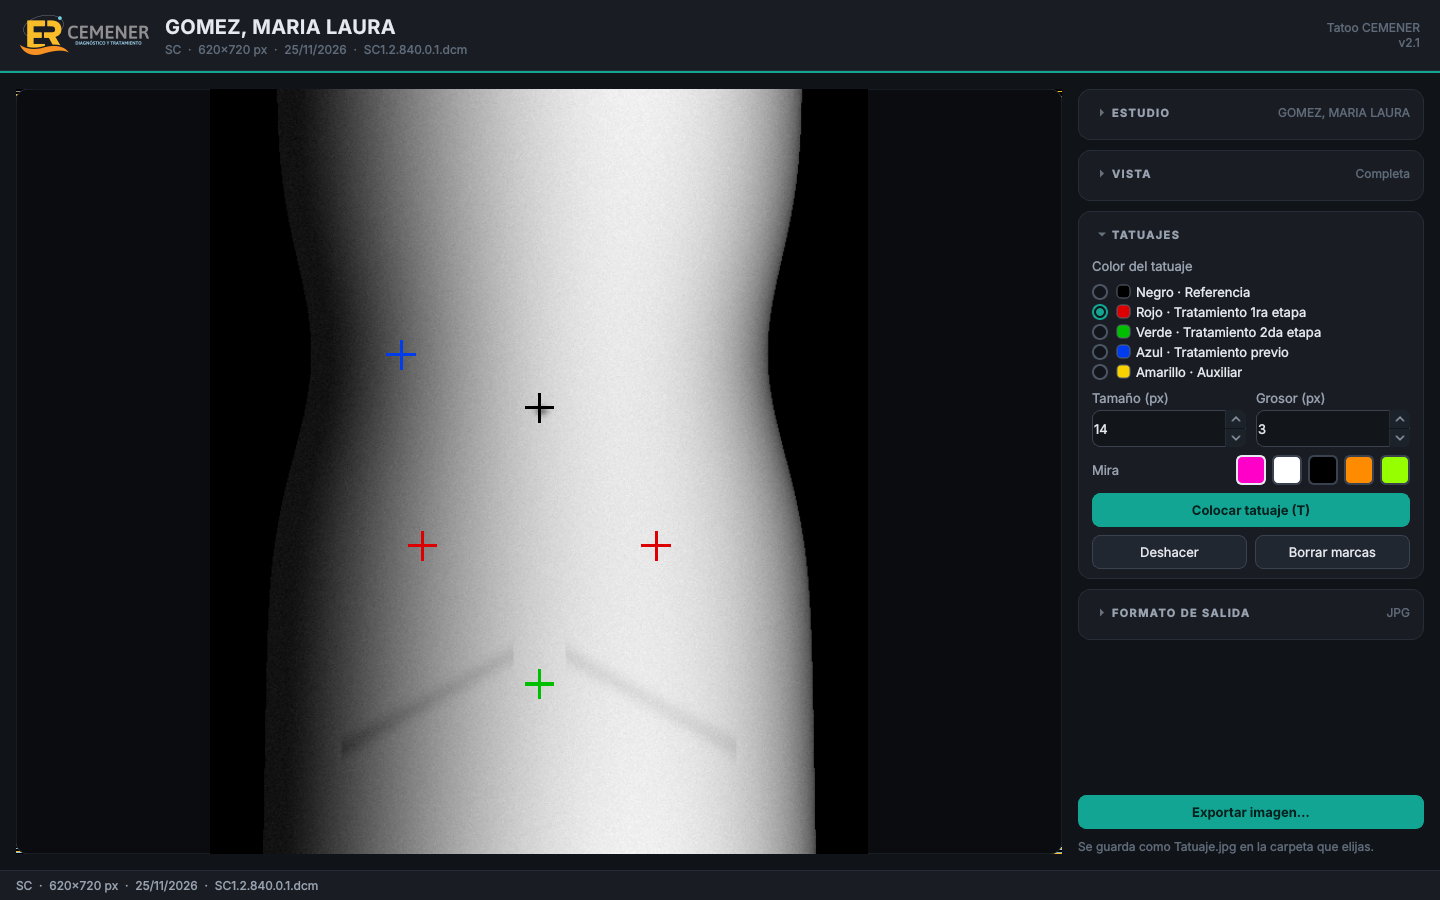 ER CEMENER
DIAGNÓSTICO Y TRATAMIENTO
GOMEZ, MARIA LAURA
SC · 620×720 px · 25/11/2026 · SC1.2.840.0.1.dcm
Tatoo CEMENER
v2.1
ESTUDIO GOMEZ, MARIA LAURA
VISTA Completa
TATUAJES
Color del tatuaje
Negro · Referencia
Rojo · Tratamiento 1ra etapa
Verde · Tratamiento 2da etapa
Azul · Tratamiento previo
Amarillo · Auxiliar
Tamaño (px) Grosor (px)
14 3
Mira
Colocar tatuaje (T)
Deshacer Borrar marcas
FORMATO DE SALIDA JPG
Exportar imagen...
Se guarda como Tatuaje.jpg en la carpeta que elijas.
SC · 620×720 px · 25/11/2026 · SC1.2.840.0.1.dcm